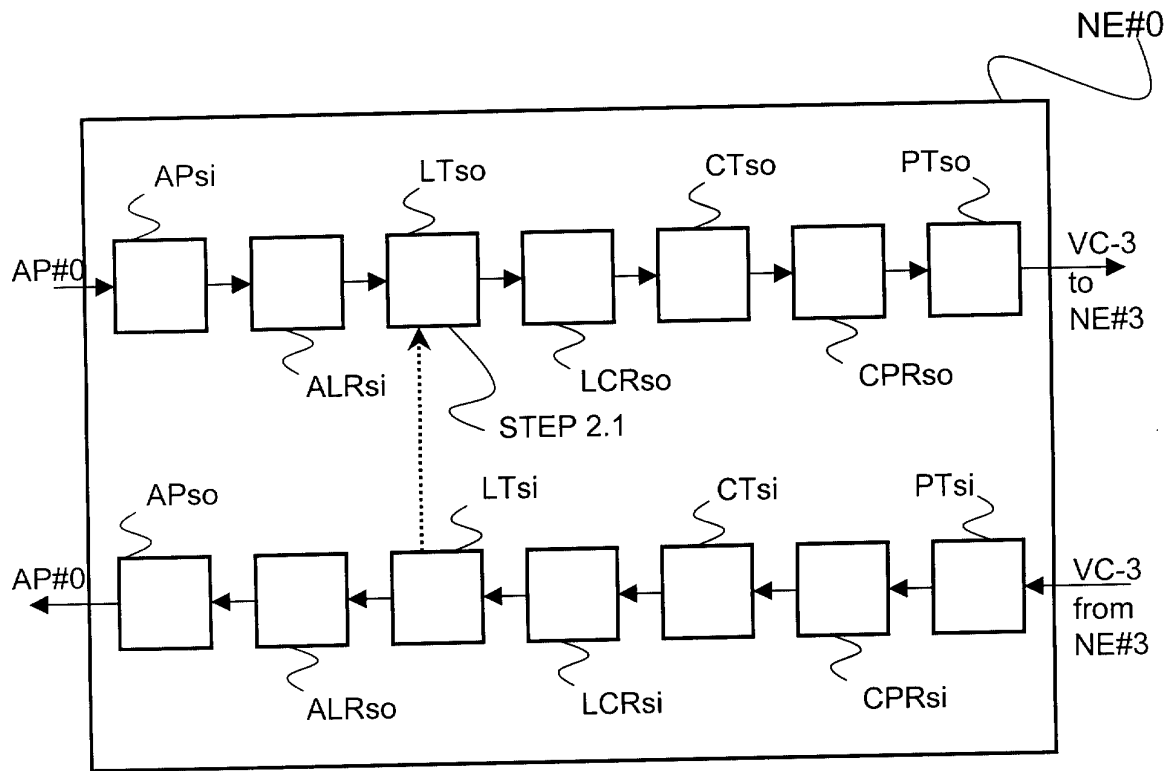 NE#0
APsi
LTso
CTso
PTso
AP#0
VC-3
to
NE#3
ALRsi
LCRso
CPRso
STEP 2.1
APso
LTsi
CTsi
PTsi
AP#0
VC-3
from
NE#3
ALRso
LCRsi
CPRsi